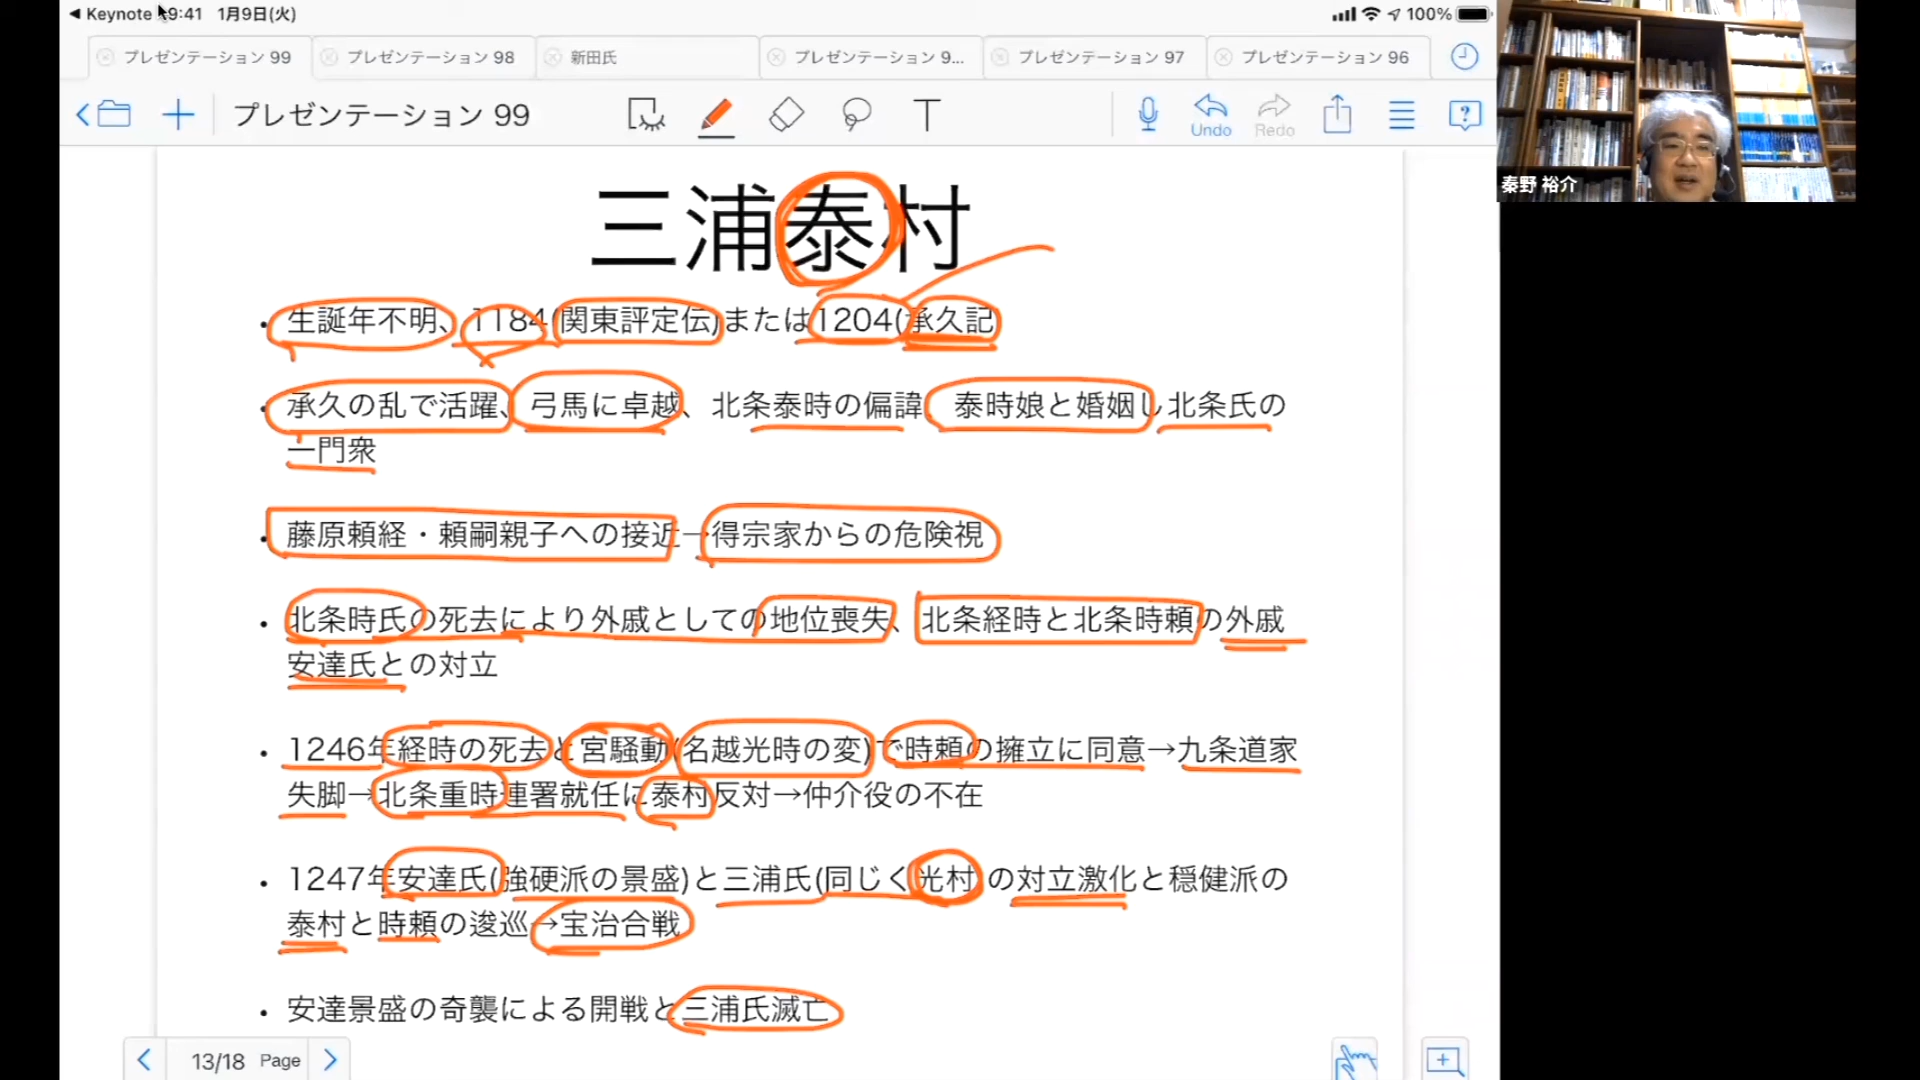 Keynote 19:41 1月9日(火) 100%
プレゼンテーション 99 プレゼンテーション 98 新田氏 プレゼンテーション 9... プレゼンテーション 97 プレゼンテーション 96
プレゼンテーション 99 T Undo Redo
秦野 裕介
三浦泰村
・生誕年不明、1184(関東評定伝)または1204(承久記
・承久の乱で活躍、弓馬に卓越、北条泰時の偏諱、泰時娘と婚姻し北条氏の
一門衆
・藤原頼経・頼嗣親子への接近→得宗家からの危険視
・北条時氏の死去により外戚としての地位喪失、北条経時と北条時頼の外戚
安達氏との対立
・1246年経時の死去と宮騒動(名越光時の変)で時頼の擁立に同意→九条道家
失脚→北条重時連署就任に泰村反対→仲介役の不在
・1247年安達氏(強硬派の景盛)と三浦氏(同じく光村)の対立激化と穏健派の
泰村と時頼の逡巡→宝治合戦
・安達景盛の奇襲による開戦と三浦氏滅亡
13/18 Page